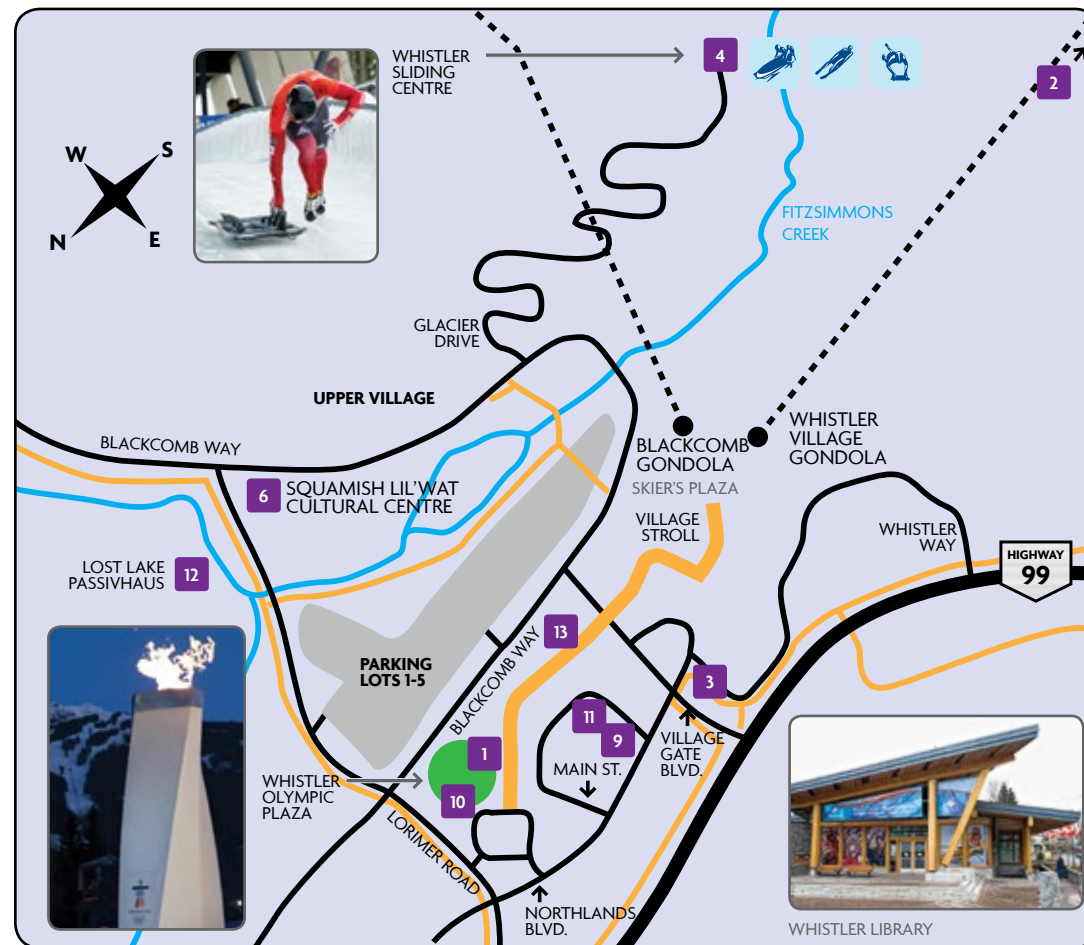 WHISTLER
SLIDING
CENTRE
4
2
W
S
N
E
FITZSIMMONS
CREEK
GLACIER
DRIVE
UPPER VILLAGE
BLACKCOMB WAY
BLACKCOMB
GONDOLA
SKIER'S PLAZA
WHISTLER
VILLAGE
GONDOLA
6
SQUAMISH LIL'WAT
CULTURAL CENTRE
VILLAGE
STROLL
WHISTLER
WAY
HIGHWAY
99
LOST LAKE
PASSIVHAUS
12
13
BLACKCOMB WAY
PARKING
LOTS 1-5
3
11
9
VILLAGE
GATE
BLVD.
MAIN ST.
1
WHISTLER
OLYMPIC
PLAZA
10
LORIMER ROAD
NORTHLANDS
BLVD.
WHISTLER LIBRARY